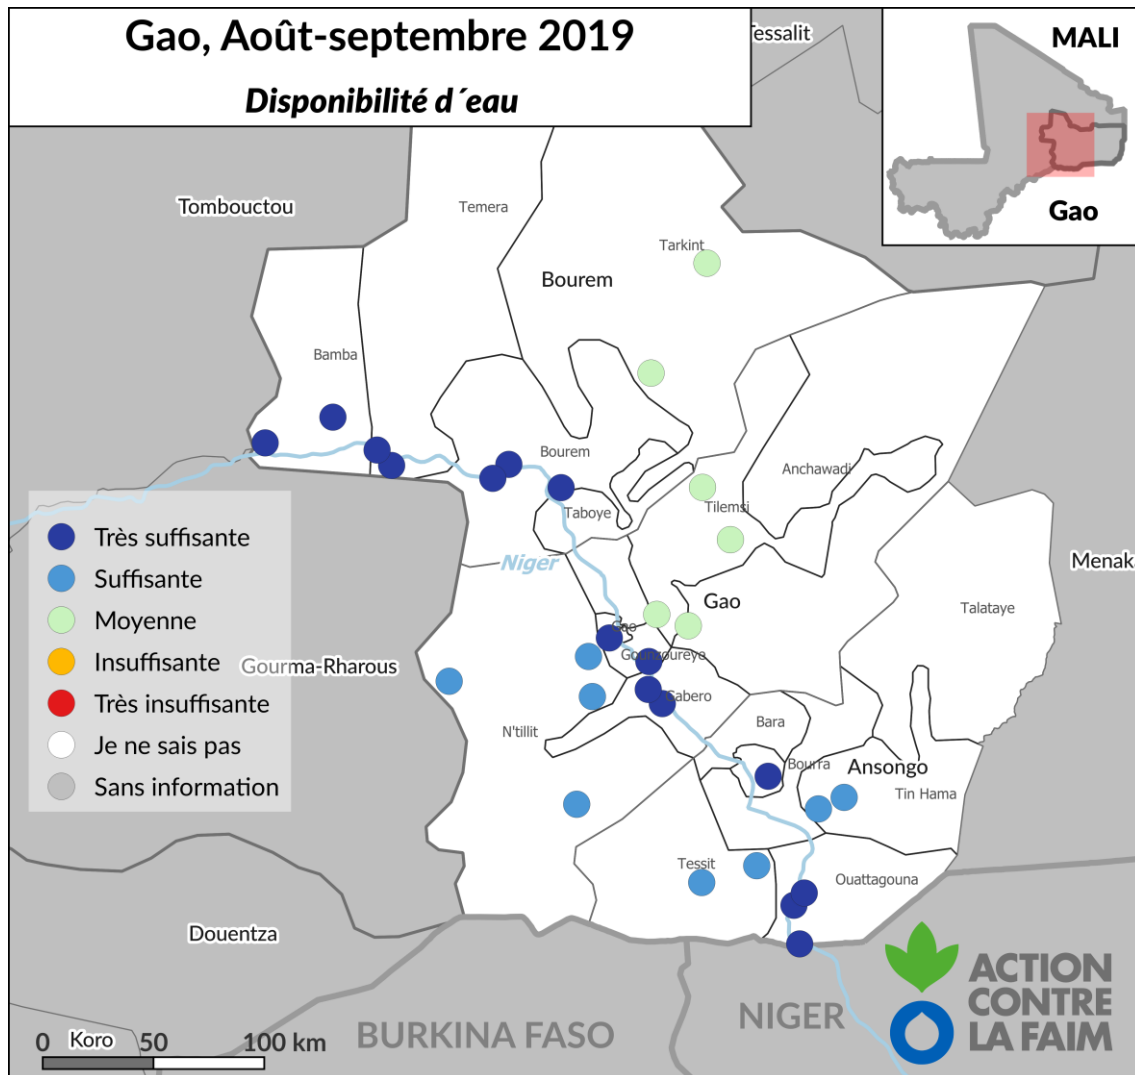 Gao, Août-septembre 2019
Disponibilité d´eau
Tessalit
MALI
Gao
Tombouctou
Temera
Tarkint
Bourem
Bamba
Bourem
Anchawadi
Taboye
Tilemsi
Niger
Menaka
Gao
Talataye
Gao
Gounzoureye
Gourma-Rharous
Gabero
N'tillit
Bara
Bourra
Ansongo
Tin Hama
Tessit
Ouattagouna
Douentza
Très suffisante
Suffisante
Moyenne
Insuffisante
Très insuffisante
Je ne sais pas
Sans information
BURKINA FASO
NIGER
Koro
0 50 100 km
ACTION
CONTRE
LA FAIM